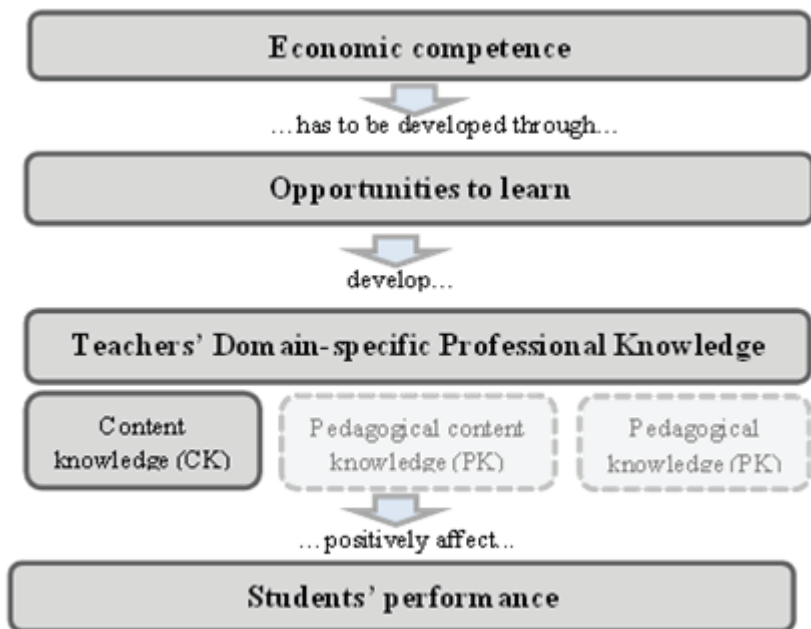 Economic competence
…has to be developed through…
Opportunities to learn
develop…
Teachers’ Domain-specific Professional Knowledge
Content
knowledge (CK)
Pedagogical content
knowledge (PK)
Pedagogical
knowledge (PK)
…positively affect…
Students’ performance